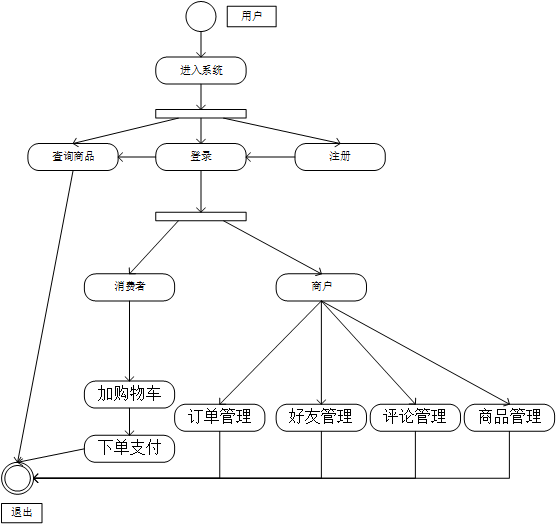 用户
进入系统
查询商品
登录
注册
消费者
商户
加购物车
订单管理
好友管理
评论管理
商品管理
下单支付
退出